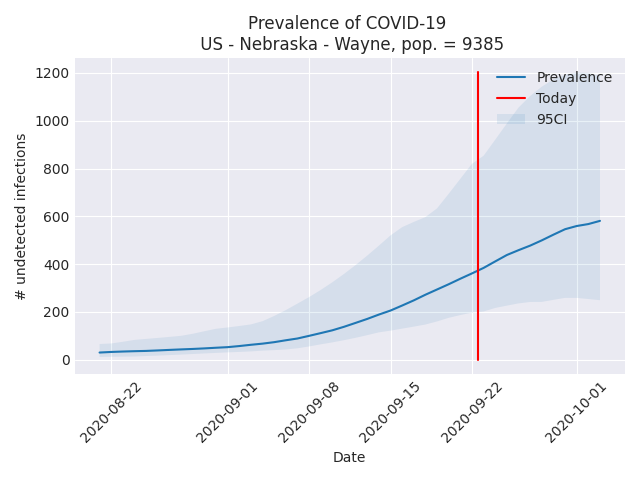 Prevalence of COVID-19
US - Nebraska - Wayne, pop. = 9385
1200
1000
800
600
400
200
0
# undetected infections
Prevalence
Today
95CI
2020-08-22
2020-09-01
2020-09-08
2020-09-15
2020-09-22
2020-10-01
Date